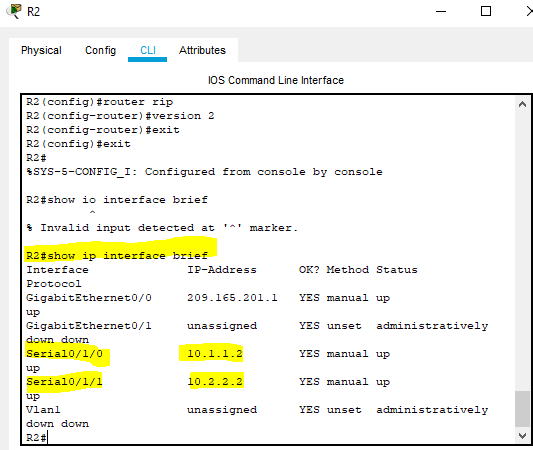 R2
Physical Config CLI Attributes
IOS Command Line Interface
R2(config)#router rip
R2(config-router)#version 2
R2(config-router)#exit
R2(config)#exit
R2#
%SYS-5-CONFIG_I: Configured from console by console
R2#show io interface brief
^
% Invalid input detected at '^' marker.
R2#show ip interface brief
Interface IP-Address OK? Method Status
Protocol
GigabitEthernet0/0 209.165.201.1 YES manual up
up
GigabitEthernet0/1 unassigned YES unset administratively
down down
Serial0/1/0 10.1.1.2 YES manual up
up
Serial0/1/1 10.2.2.2 YES manual up
up
Vlan1 unassigned YES unset administratively
down down
R2#